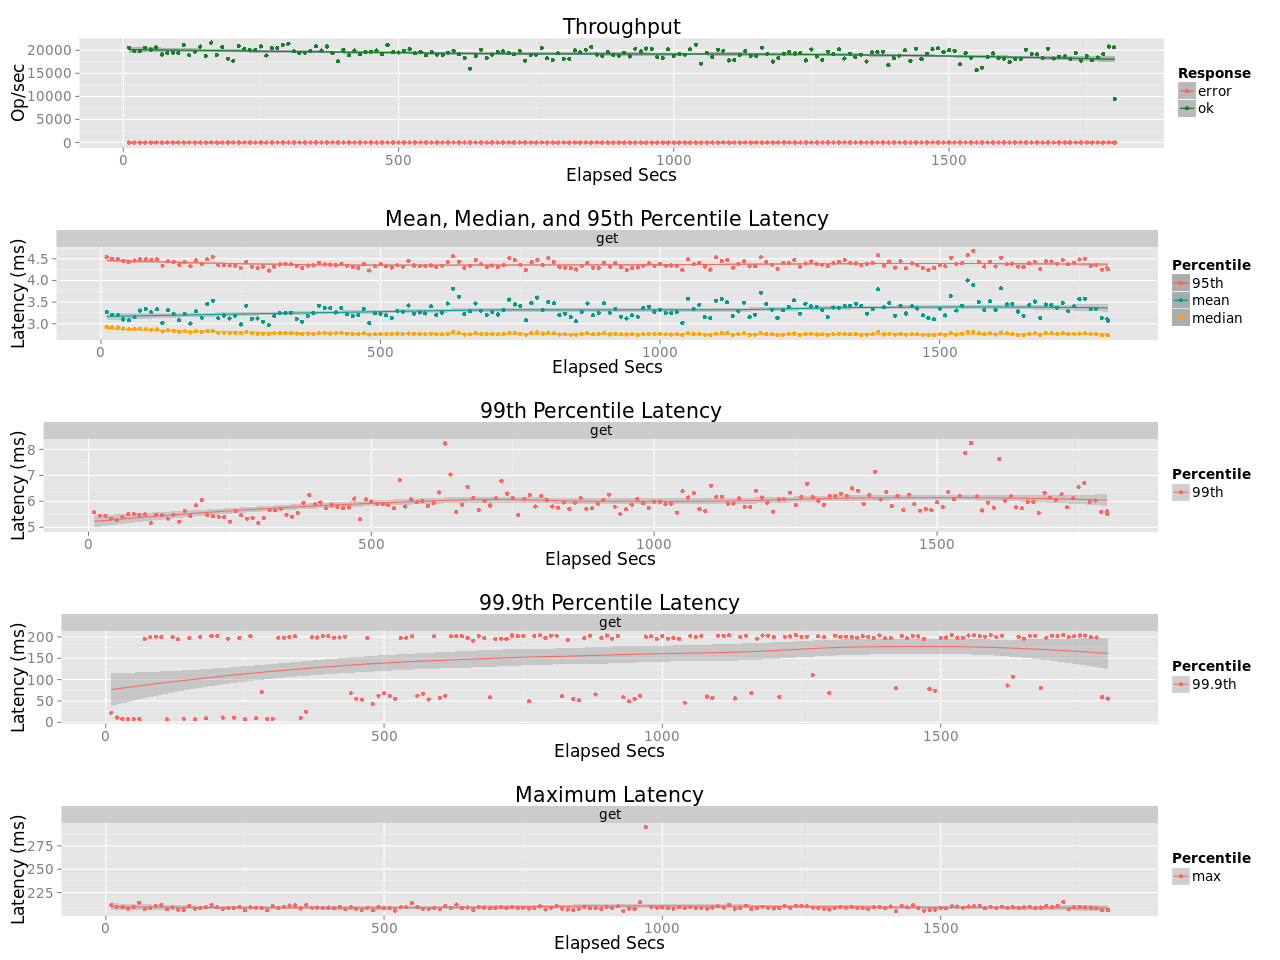 Throughput
Op/sec
20000
15000
10000
5000
0
0 500 1000 1500
Elapsed Secs
Response
error
ok
Mean, Median, and 95th Percentile Latency
get
Latency (ms)
4.5
4.0
3.5
3.0
0 500 1000 1500
Elapsed Secs
Percentile
95th
mean
median
99th Percentile Latency
get
Latency (ms)
8
7
6
5
0 500 1000 1500
Elapsed Secs
Percentile
99th
99.9th Percentile Latency
get
Latency (ms)
200
150
100
50
0
0 500 1000 1500
Elapsed Secs
Percentile
99.9th
Maximum Latency
get
Latency (ms)
275
250
225
0 500 1000 1500
Elapsed Secs
Percentile
max